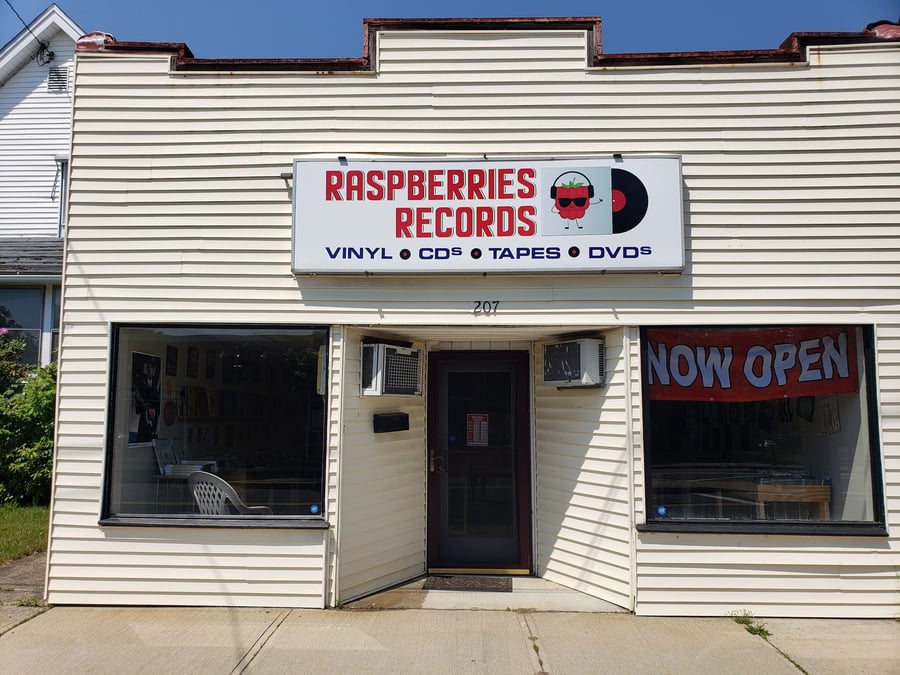 RASPBERRIES
RECORDS
VINYL • CDs • TAPES • DVDs
207
NOW OPEN